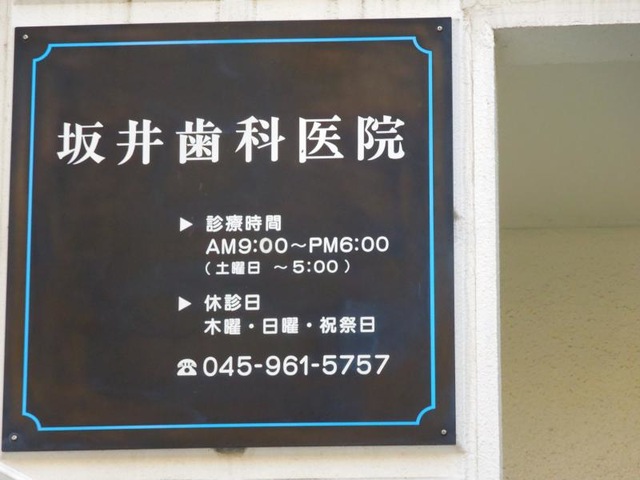 坂井歯科医院
▶ 診療時間
AM9:00～PM6:00
（土曜日 ～5:00）
▶ 休診日
木曜・日曜・祝祭日
☎045-961-5757